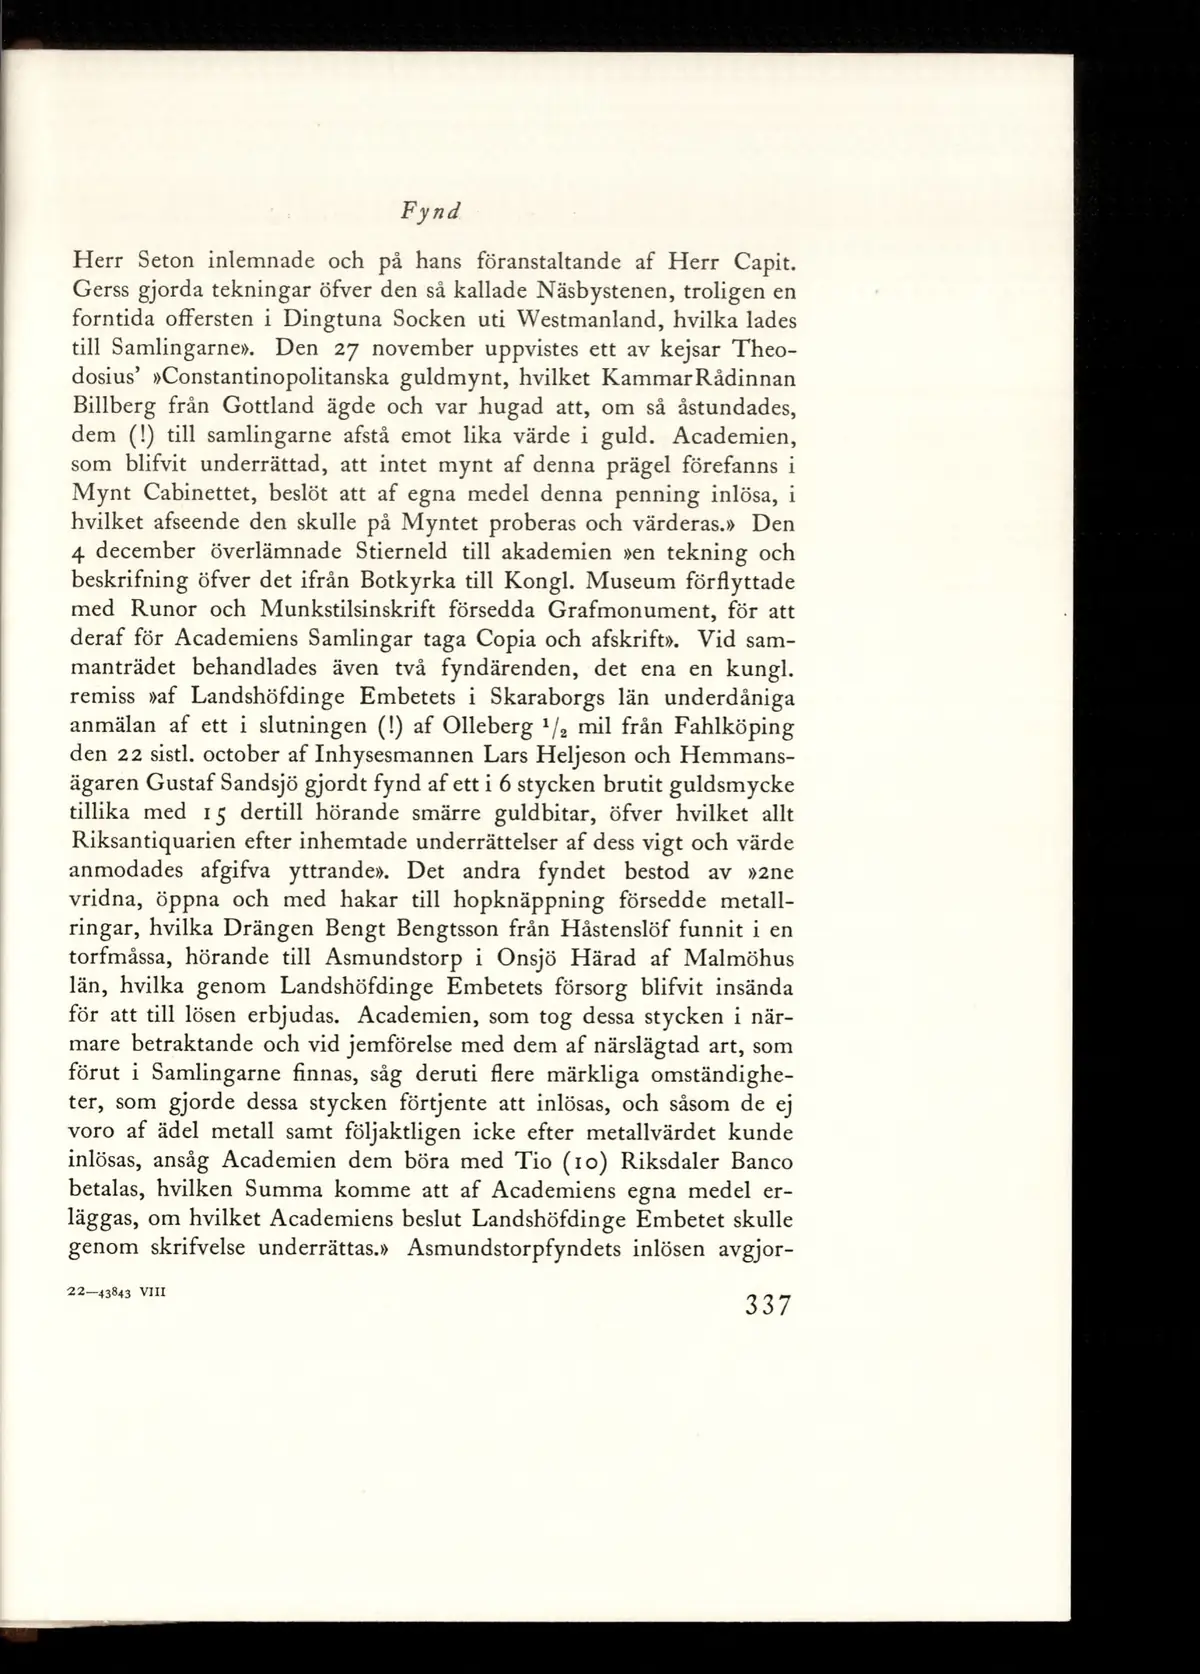 Fynd
Herr Seton inlemnade och på hans föranstaltande af Herr Capit.
Gerss gjorda tekningar öfver den så kallade Näsbystenen, troligen en
forntida offersten i Dingtuna Socken uti Westmanland, hvilka lades
till Samlingarne». Den 27 november uppvistes ett av kejsar Theo-
dosius’ »Constantinopolitanska guldmynt, hvilket KammarRådinnan
Billberg från Gottland ägde och var hugad att, om så åstundades,
dem (!) till samlingarne afstå emot lika värde i guld. Academien,
som blifvit underrättad, att intet mynt af denna prägel förefanns i
Mynt Cabinettet, beslöt att af egna medel denna penning inlösa, i
hvilket afseende den skulle på Myntet proberas och värderas.» Den
4 december överlämnade Stierneld till akademien »en tekning och
beskrifning öfver det ifrån Botkyrka till Kongl. Museum förflyttade
med Runor och Munkstilsinskrift försedda Grafmonument, för att
deraf för Academiens Samlingar taga Copia och afskrift». Vid sam-
manträdet behandlades även två fyndärenden, det ena en kungl.
remiss »af Landshöfdinge Embetets i Skaraborgs län underdåniga
anmälan af ett i slutningen (!) af Olleberg 1/2 mil från Fahlköping
den 22 sistl. october af Inhysesmannen Lars Heljeson och Hemmans-
ägaren Gustaf Sandsjö gjordt fynd af ett i 6 stycken brutit guldsmycke
tillika med 15 dertill hörande smärre guldbitar, öfver hvilket allt
Riksantiquarien efter inhemtade underrättelser af dess vigt och värde
anmodades afgifva yttrande». Det andra fyndet bestod av »2ne
vridna, öppna och med hakar till hopknäppning försedde metall-
ringar, hvilka Drängen Bengt Bengtsson från Håstenslöf funnit i en
torfmåssa, hörande till Asmundstorp i Onsjö Härad af Malmöhus
län, hvilka genom Landshöfdinge Embetets försorg blifvit insända
för att till lösen erbjudas. Academien, som tog dessa stycken i när-
mare betraktande och vid jemförelse med dem af närslägtad art, som
förut i Samlingarne finnas, såg deruti flere märkliga omständighe-
ter, som gjorde dessa stycken förtjente att inlösas, och såsom de ej
voro af ädel metall samt följaktligen icke efter metallvärdet kunde
inlösas, ansåg Academien dem böra med Tio (10) Riksdaler Banco
betalas, hvilken Summa komme att af Academiens egna medel er-
läggas, om hvilket Academiens beslut Landshöfdinge Embetet skulle
genom skrifvelse underrättas.» Asmundstorpfyndets inlösen avgjor-
22—43843 VIII
337